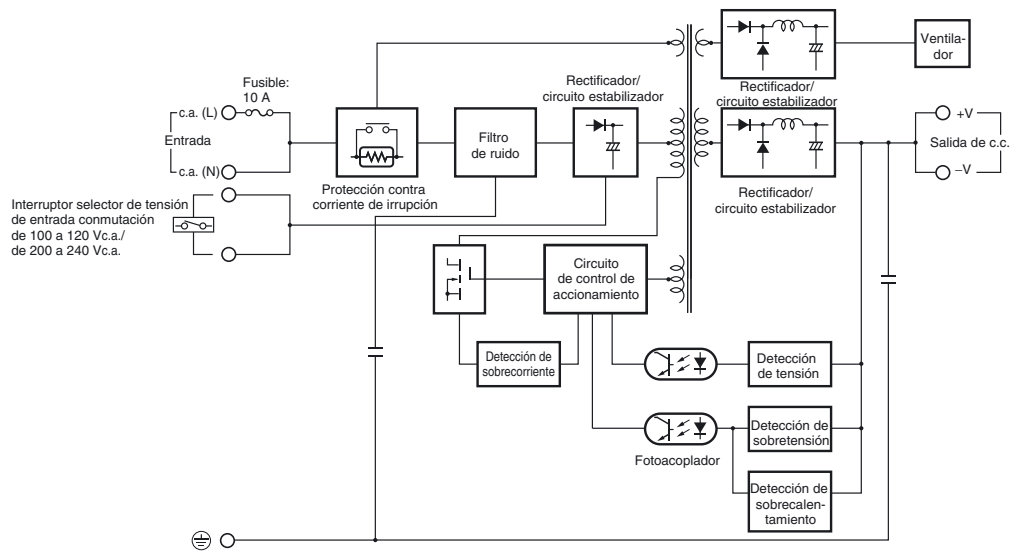 Fusible:
10 A
c.a. (L)
Entrada
c.a. (N)
Interruptor selector de tensión
de entrada conmutación
de 100 a 120 Vc.a./
de 200 a 240 Vc.a.
Protección contra
corriente de irrupción
Filtro
de ruido
Rectificador/
circuito estabilizador
Rectificador/
circuito estabilizador
Ventila-
dor
Rectificador/
circuito estabilizador
+V
Salida de c.c.
–V
Circuito
de control de
accionamiento
Detección de
sobrecorriente
Detección
de tensión
Detección de
sobretensión
Fotoacoplador
Detección de
sobrecalen-
tamiento